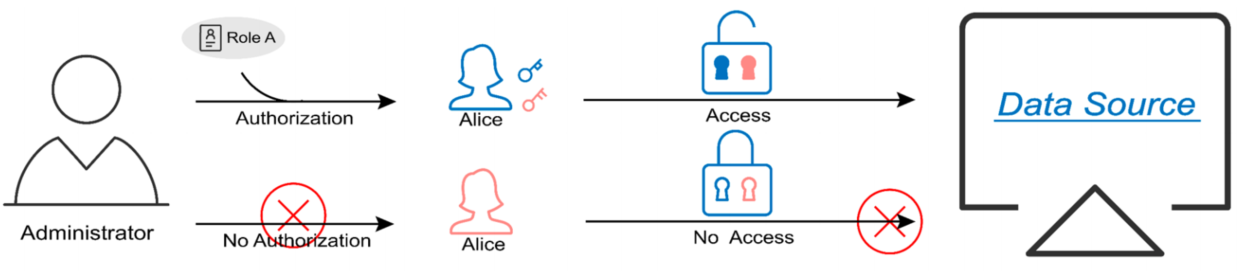 Role A
Authorization
Alice
Access
Data Source
Administrator
No Authorization
Alice
No Access